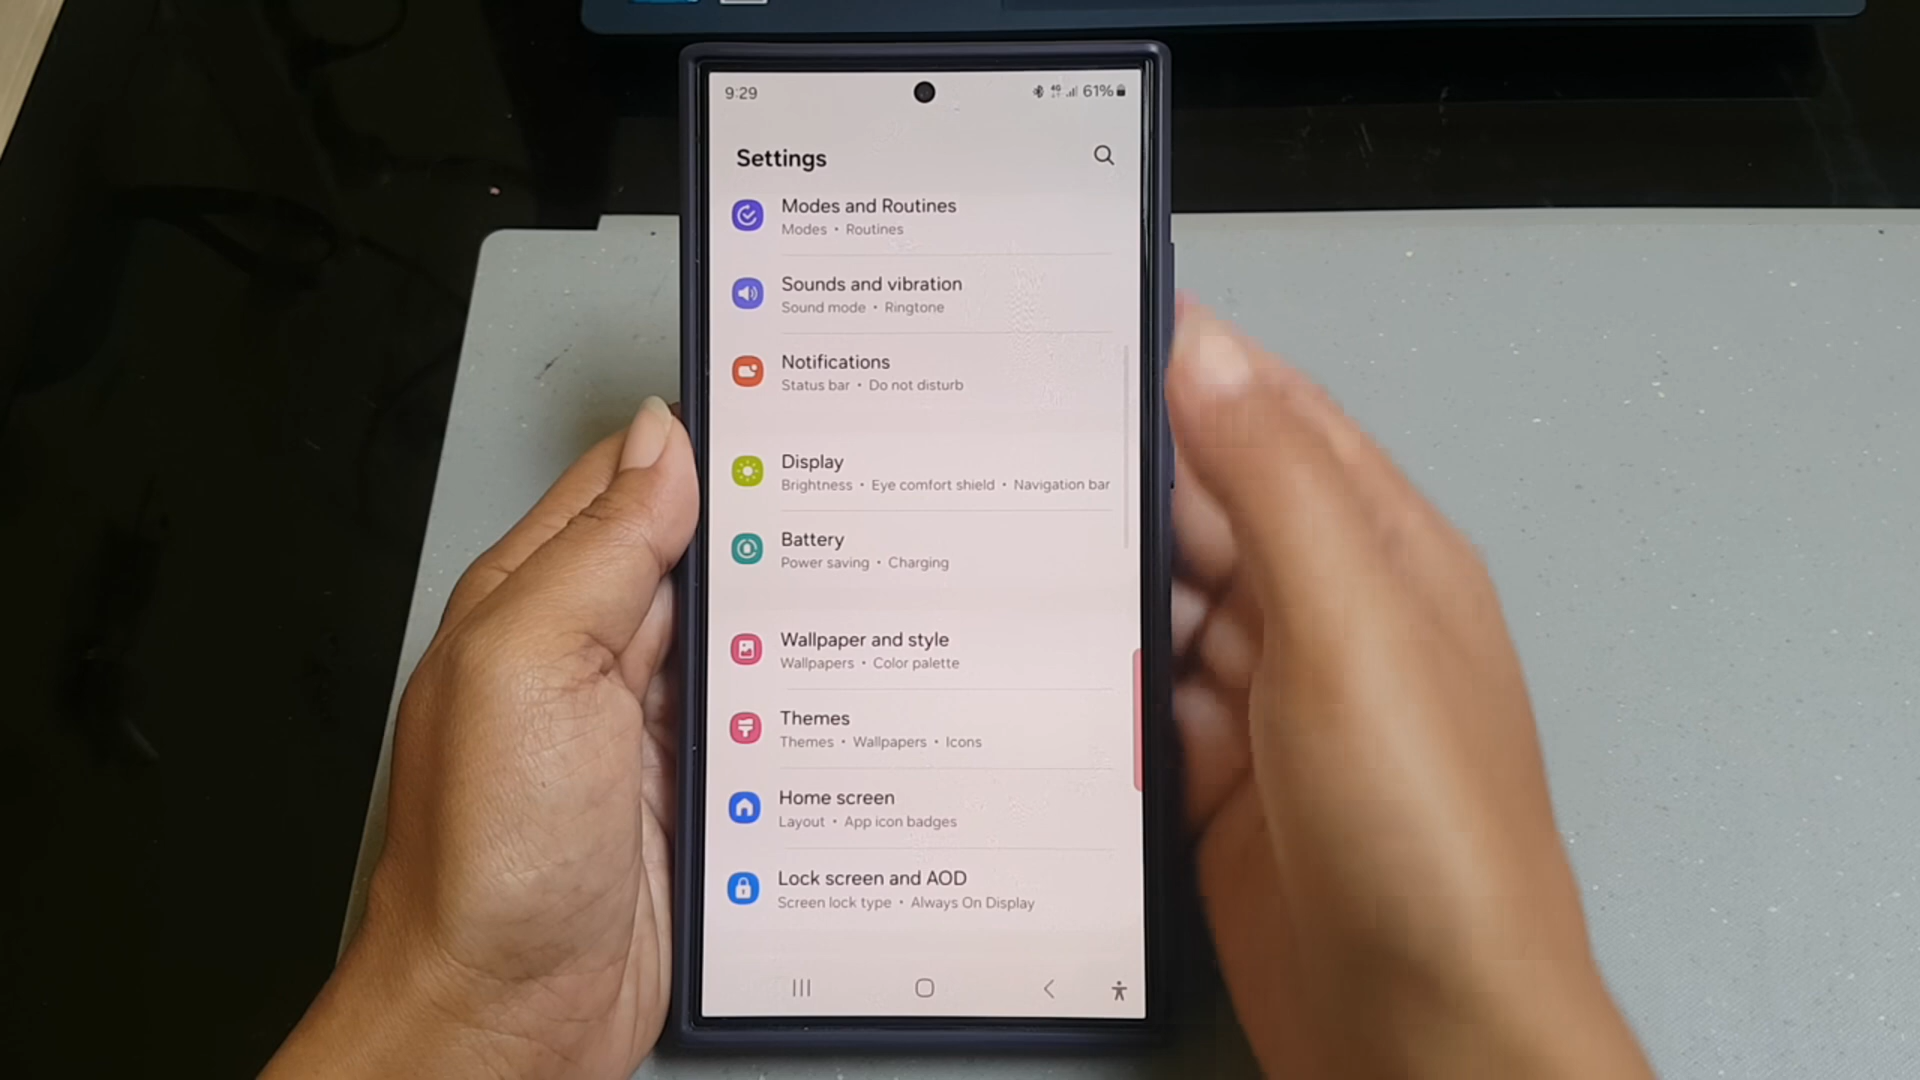 9:29
61%
Settings
Modes and Routines
Modes • Routines
Sounds and vibration
Sound mode • Ringtone
Notifications
Status bar • Do not disturb
Display
Brightness • Eye comfort shield • Navigation bar
Battery
Power saving • Charging
Wallpaper and style
Wallpapers • Color palette
Themes
Themes • Wallpapers • Icons
Home screen
Layout • App icon badges
Lock screen and AOD
Screen lock type • Always On Display